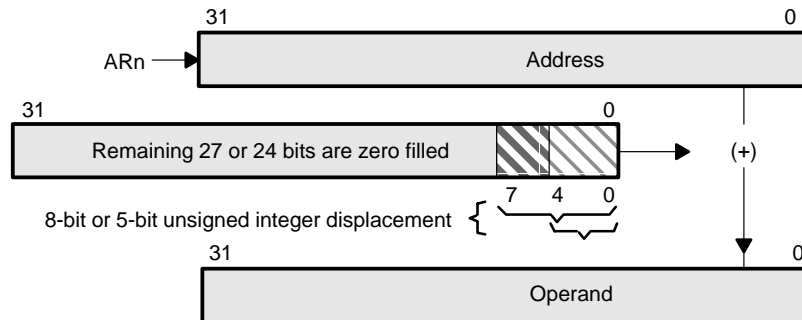 31 0
ARn
Address
31 0
Remaining 27 or 24 bits are zero filled
(+)
7 4 0
8-bit or 5-bit unsigned integer displacement
31 0
Operand